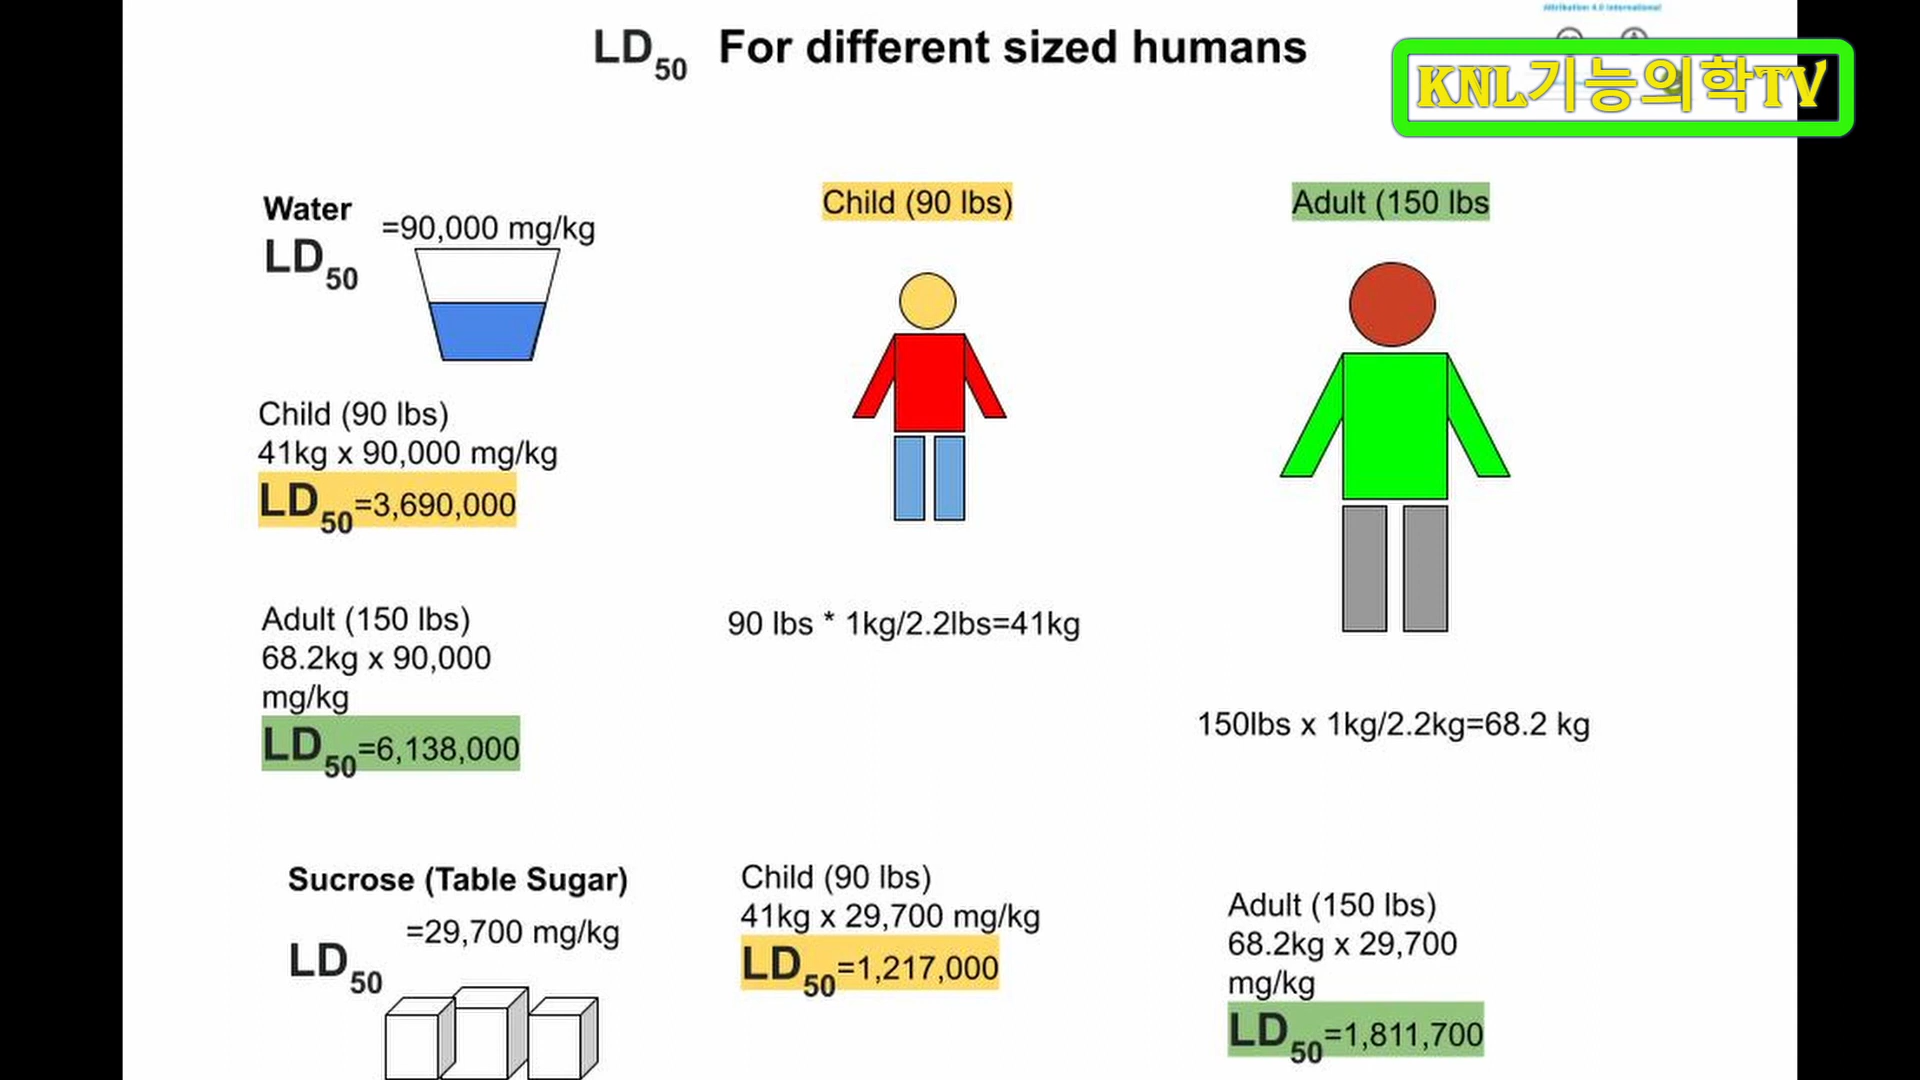 Attribution 4.0 International
LD50 For different sized humans
KNL기능의학TV
Water
LD50
=90,000 mg/kg
Child (90 lbs)
Adult (150 lbs
Child (90 lbs)
41kg x 90,000 mg/kg
LD50=3,690,000
Adult (150 lbs)
68.2kg x 90,000
mg/kg
LD50=6,138,000
90 lbs * 1kg/2.2lbs=41kg
150lbs x 1kg/2.2kg=68.2 kg
Sucrose (Table Sugar)
=29,700 mg/kg
LD50
Child (90 lbs)
41kg x 29,700 mg/kg
LD50=1,217,000
Adult (150 lbs)
68.2kg x 29,700
mg/kg
LD50=1,811,700